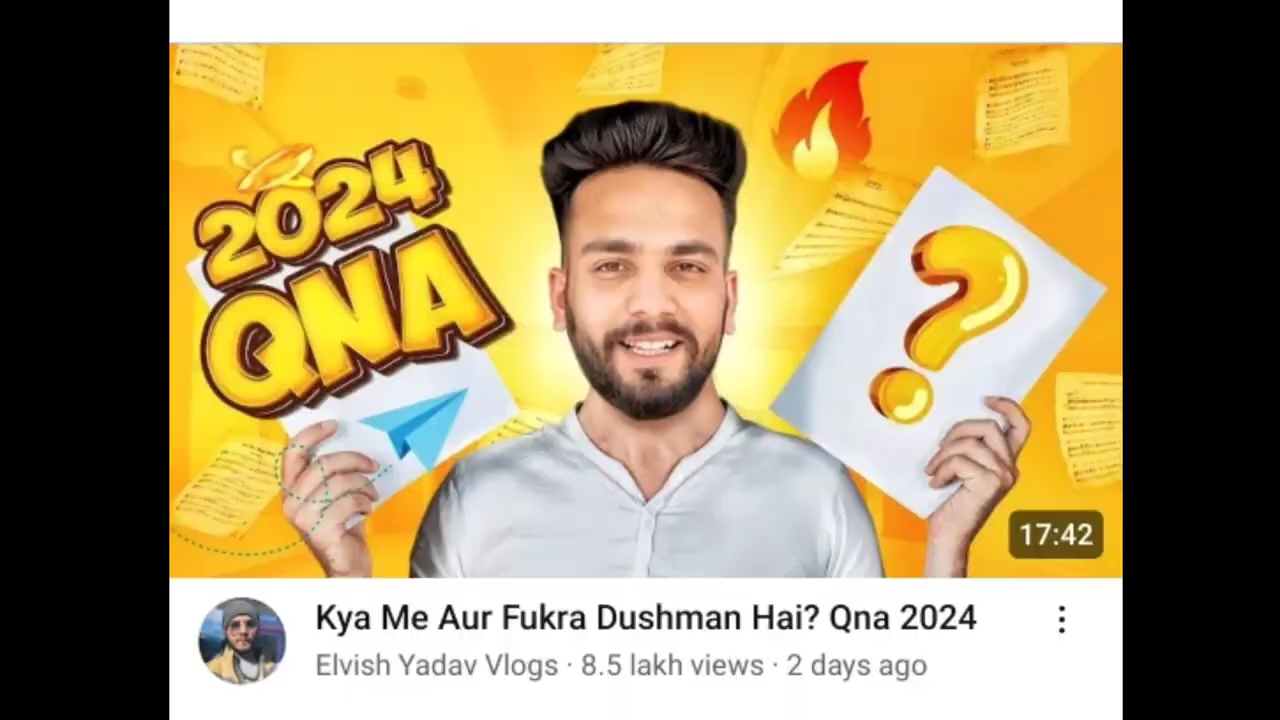 2024
QNA
?
17:42
Kya Me Aur Fukra Dushman Hai? Qna 2024
Elvish Yadav Vlogs · 8.5 lakh views · 2 days ago